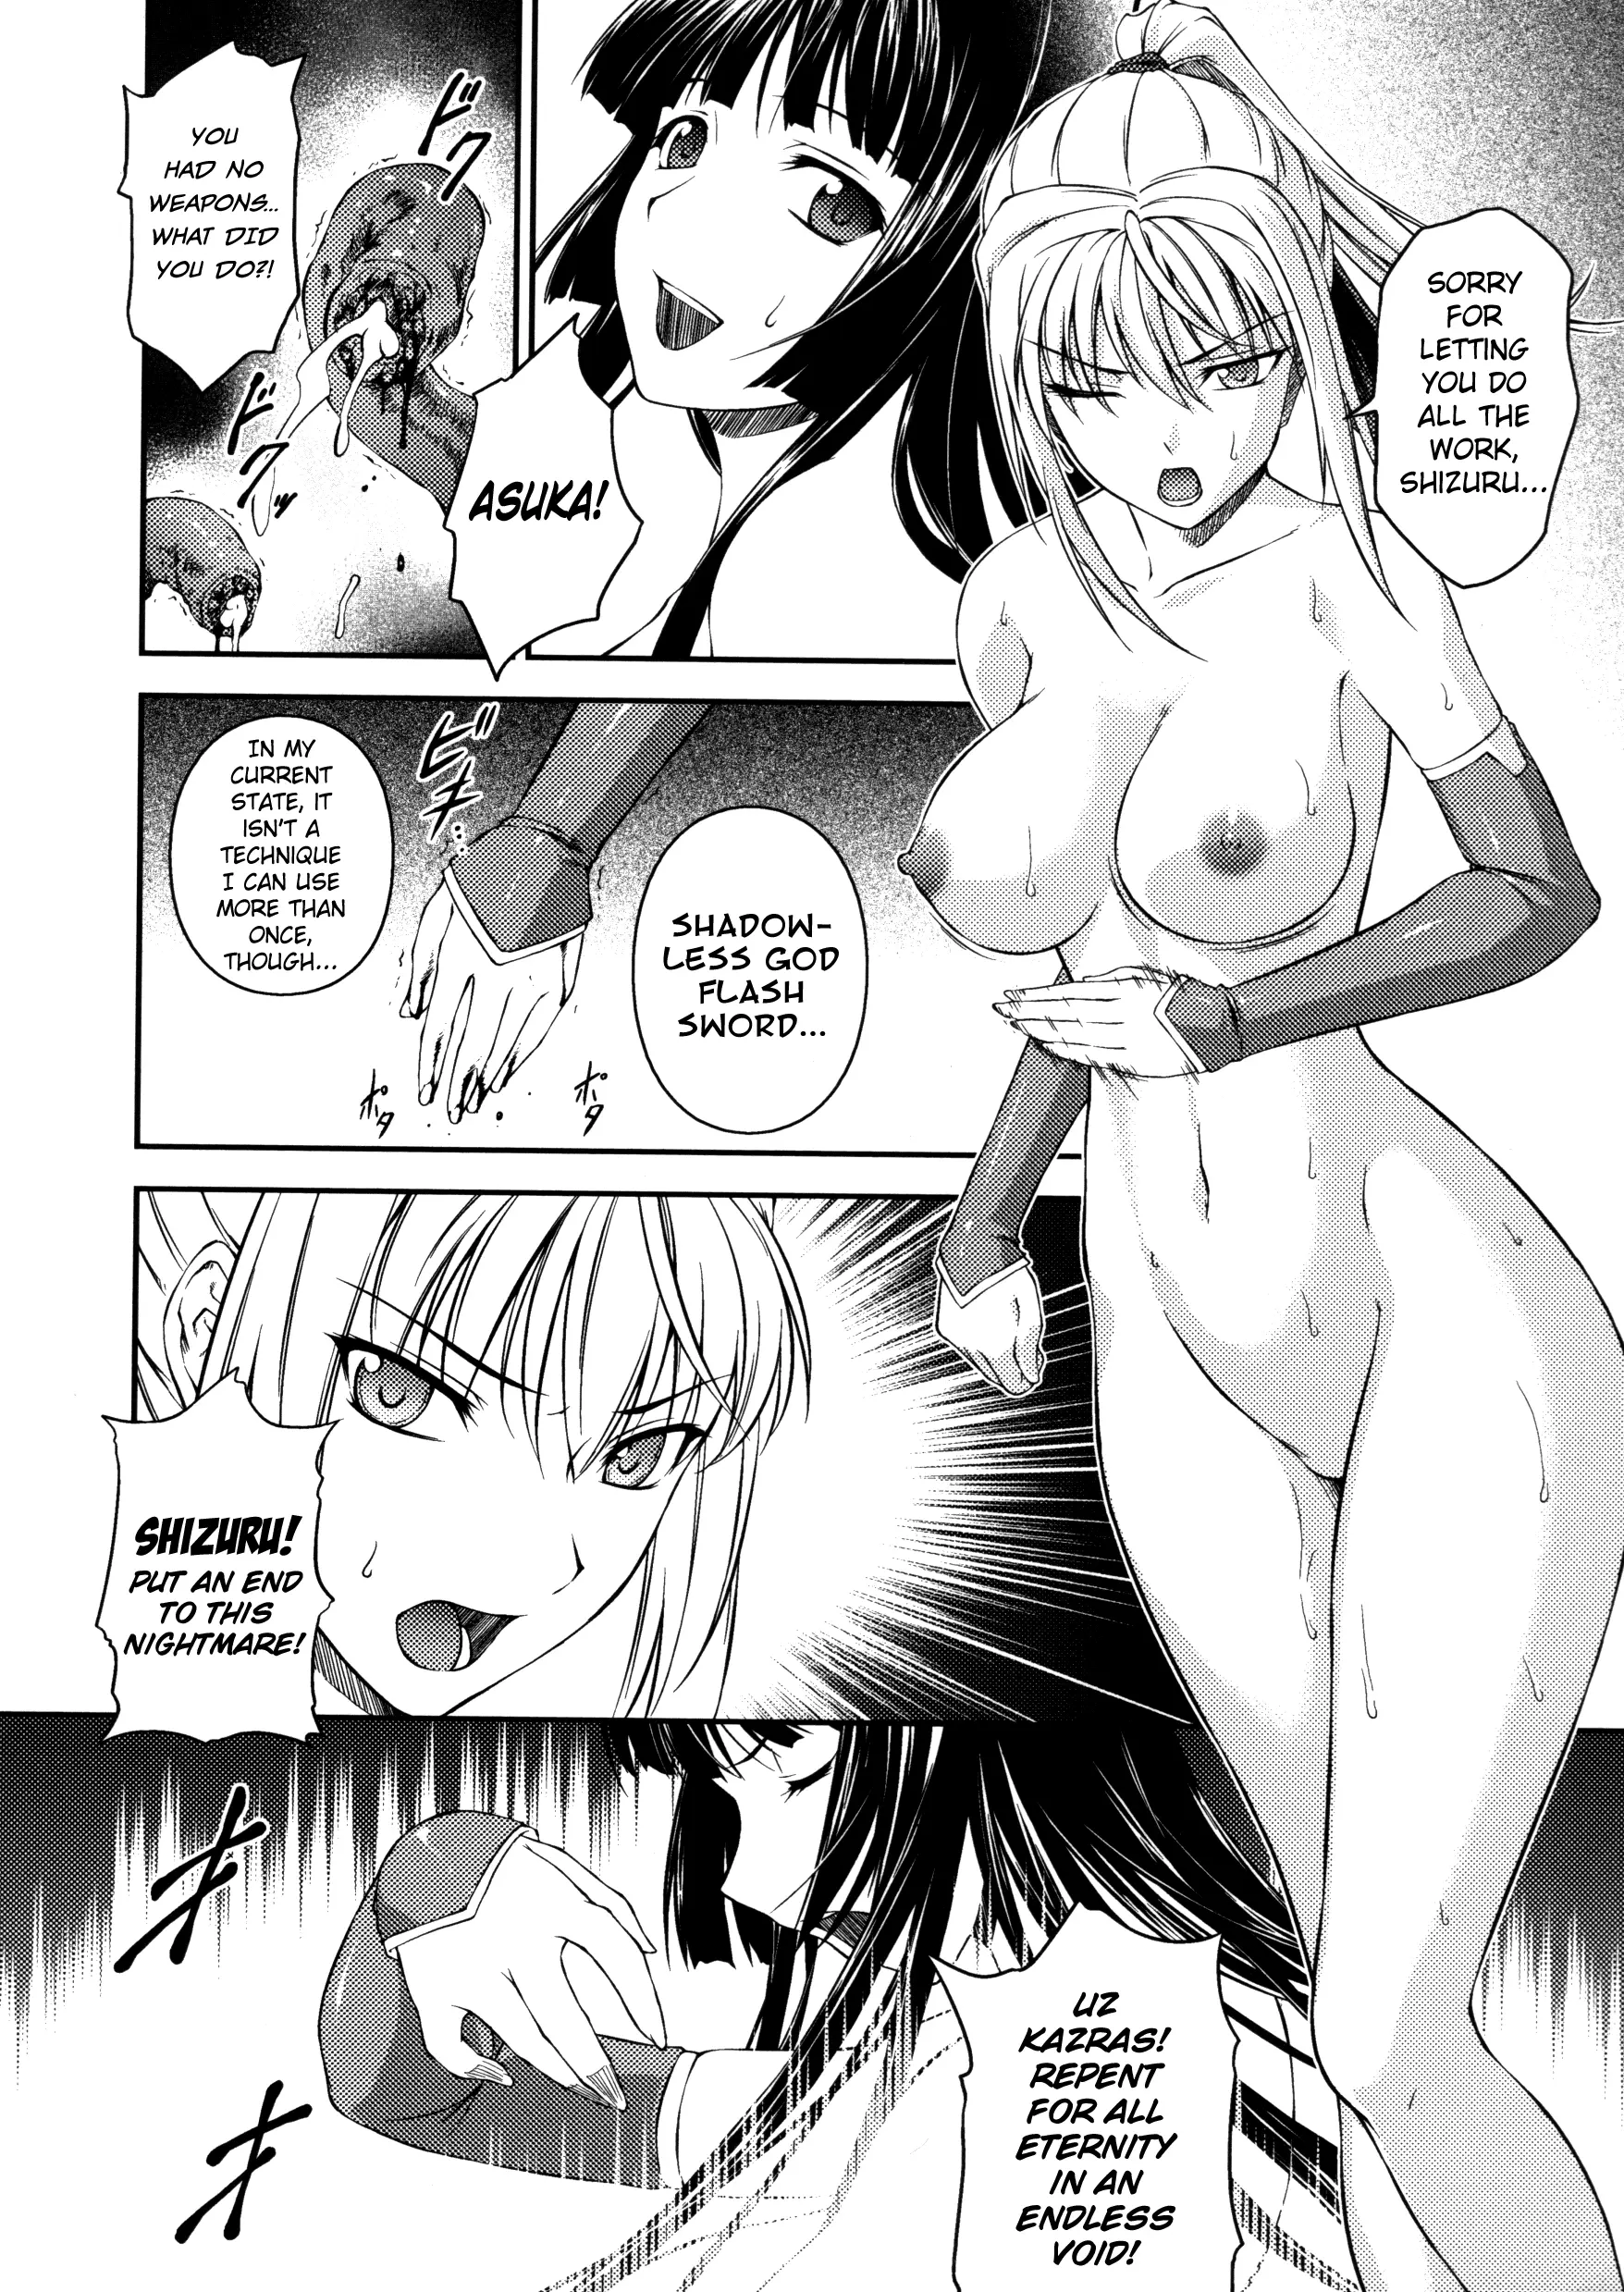 SORRY
FOR
LETTING
YOU DO
ALL THE
WORK,
SHIZURU...
ASUKA!
ドク
YOU
HAD NO
WEAPONS...
WHAT DID
YOU DO?!
ドクッ
SHADOW-
LESS GOD
FLASH
SWORD...
ビキ...
ポタ
ポタ
IN MY
CURRENT
STATE, IT
ISN'T A
TECHNIQUE
I CAN USE
MORE THAN
ONCE,
THOUGH...
SHIZURU!
PUT AN END
TO THIS
NIGHTMARE!
UZ
KAZRAS!
REPENT
FOR ALL
ETERNITY
IN AN
ENDLESS
VOID!
オ
オ